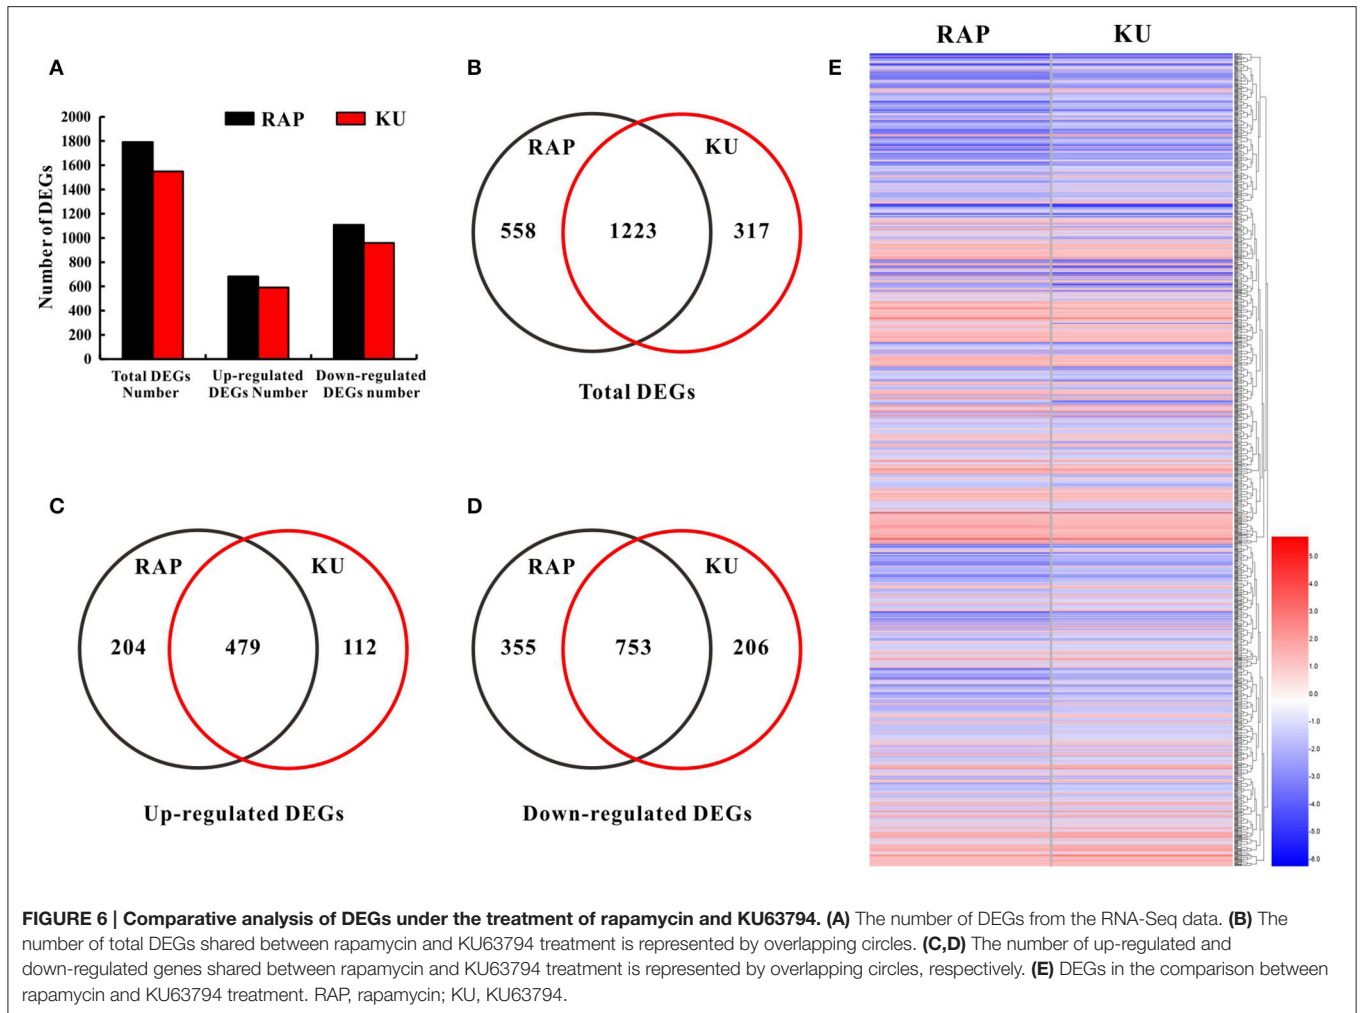 A
RAP
KU
Number of DEGs
2000
1800
1600
1400
1200
1000
800
600
400
200
0
Total DEGs
Number
Up-regulated
DEGs Number
Down-regulated
DEGs number
B
RAP
KU
558
1223
317
Total DEGs
C
RAP
KU
204
479
112
Up-regulated DEGs
D
RAP
KU
355
753
206
Down-regulated DEGs
E
RAP
KU
5.0
4.0
3.0
2.0
1.0
0.0
-1.0
-2.0
-3.0
-4.0
-5.0
-6.0
FIGURE 6 | Comparative analysis of DEGs under the treatment of rapamycin and KU63794. (A) The number of DEGs from the RNA-Seq data. (B) The
number of total DEGs shared between rapamycin and KU63794 treatment is represented by overlapping circles. (C,D) The number of up-regulated and
down-regulated genes shared between rapamycin and KU63794 treatment is represented by overlapping circles, respectively. (E) DEGs in the comparison between
rapamycin and KU63794 treatment. RAP, rapamycin; KU, KU63794.